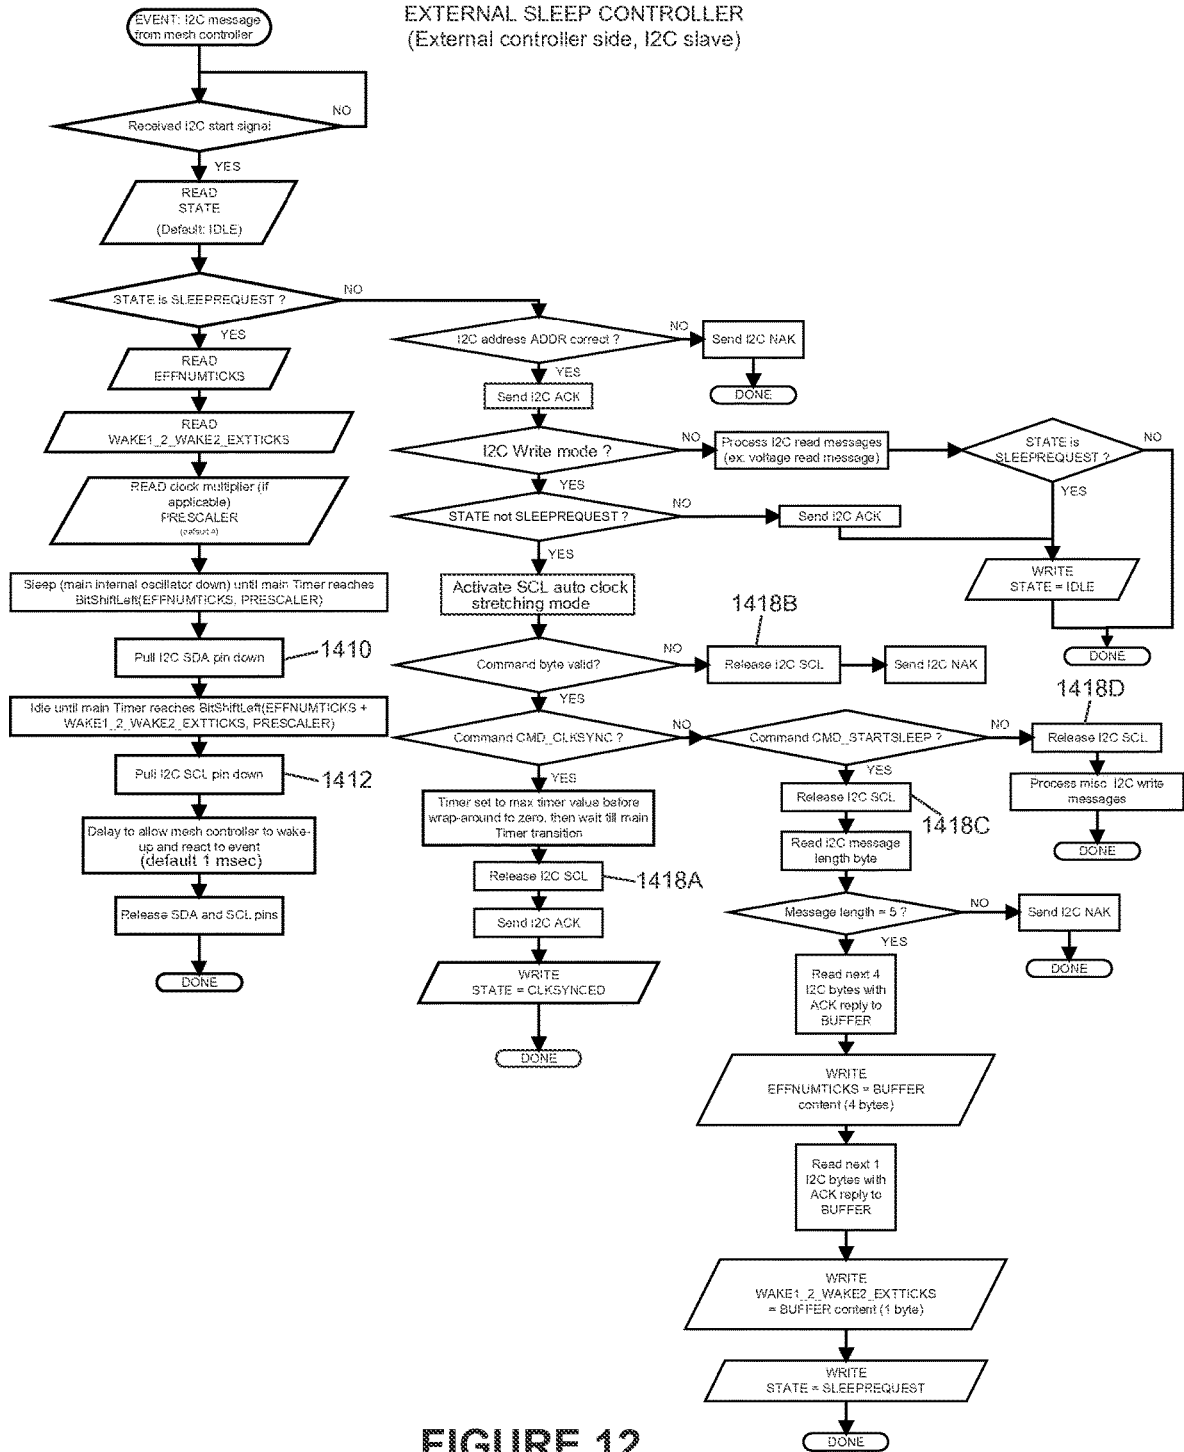 EXTERNAL SLEEP CONTROLLER
(External controller side, I2C slave)
EVENT: I2C message
from mesh controller
NO
Received I2C start signal
YES
READ
STATE
(Default: IDLE)
STATE is SLEEPREQUEST ?
NO
YES
READ
EFFNUMTICKS
READ
WAKE1_2_WAKE2_EXTTICKS
READ clock multiplier (if
applicable)
PRESCALER
Sleep (main internal oscillator down) until main Timer reaches
BitShiftLeft(EFFNUMTICKS, PRESCALER)
Pull I2C SDA pin down
1410
Idle until main Timer reaches BitShiftLeft(EFFNUMTICKS +
WAKE1_2_WAKE2_EXTTICKS, PRESCALER)
Pull I2C SCL pin down
1412
Delay to allow mesh controller to wake-
up and react to event
(default 1 msec)
Release SDA and SCL pins
DONE
I2C address ADDR correct ?
NO
Send I2C NAK
DONE
YES
Send I2C ACK
I2C Write mode ?
NO
Process I2C read messages
(ex: voltage read message)
STATE is
SLEEPREQUEST ?
NO
YES
YES
STATE not SLEEPREQUEST ?
NO
Send I2C ACK
WRITE
STATE = IDLE
DONE
YES
Activate SCL auto clock
stretching mode
Command byte valid?
NO
1418B
Release I2C SCL
Send I2C NAK
YES
Command CMD_CLKSYNC ?
NO
Command CMD_STARTSLEEP ?
NO
1418D
Release I2C SCL
Process misc. I2C write
messages
DONE
YES
Timer set to max timer value before
wrap-around to zero, then wait till main
Timer transition
Release I2C SCL
1418A
Send I2C ACK
WRITE
STATE = CLKSYNCED
DONE
YES
Release I2C SCL
1418C
Read I2C message
length byte
Message length = 5 ?
NO
Send I2C NAK
DONE
YES
Read next 4
I2C bytes with
ACK reply to
BUFFER
WRITE
EFFNUMTICKS = BUFFER
content (4 bytes)
Read next 1
I2C bytes with
ACK reply to
BUFFER
WRITE
WAKE1_2_WAKE2_EXTTICKS
= BUFFER content (1 byte)
WRITE
STATE = SLEEPREQUEST
DONE
FIGURE 12